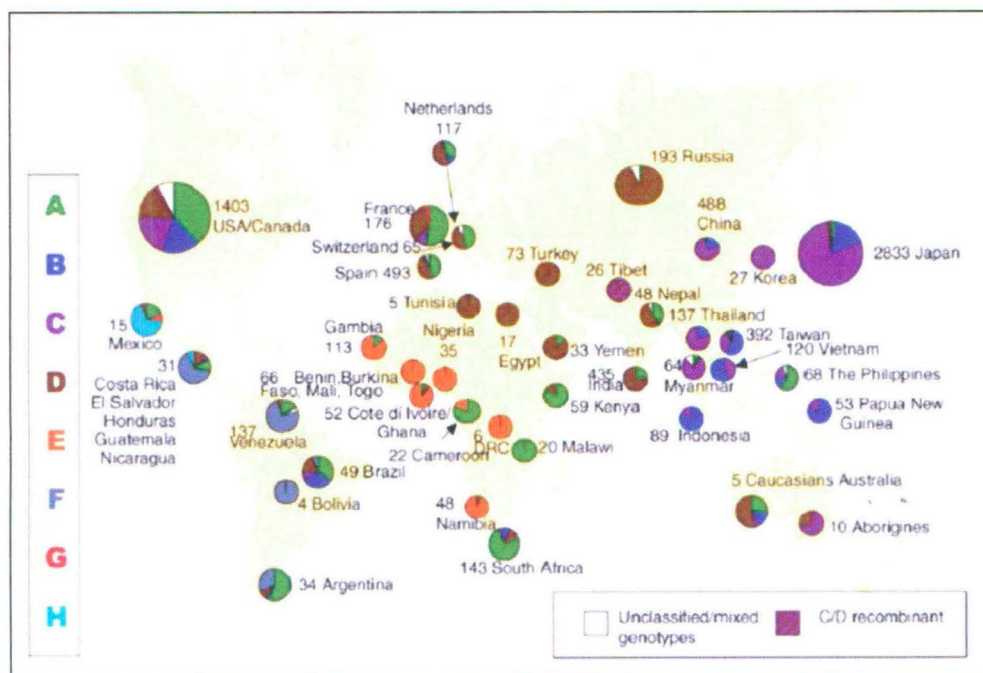 A
B
C
D
E
F
G
H
Netherlands
117
193 Russia
1403
USA/Canada
France
176
488
China
Switzerland 65
2833 Japan
Spain 493
73 Turkey
26 Tibet
27 Korea
48 Nepal
5 Tunisia
137 Thailand
15
Mexico
Gambia
113
Nigeria
35
17
Egypt
392 Taiwan
33 Yemen
120 Vietnam
31
Costa Rica
El Salvador
Honduras
Guatemala
Nicaragua
66
Benin,Burkina
Faso, Mali, Togo
435
India
64
Myanmar
68 The Philippines
59 Kenya
52 Cote di Ivoire/
Ghana
53 Papua New
Guinea
137
Venezuela
6
DRC
89 Indonesia
22 Cameroon
20 Malawi
49 Brazil
5 Caucasians Australia
4 Bolivia
48
Namibia
10 Aborigines
143 South Africa
34 Argentina
Unclassified/mixed
genotypes
C/D recombinant